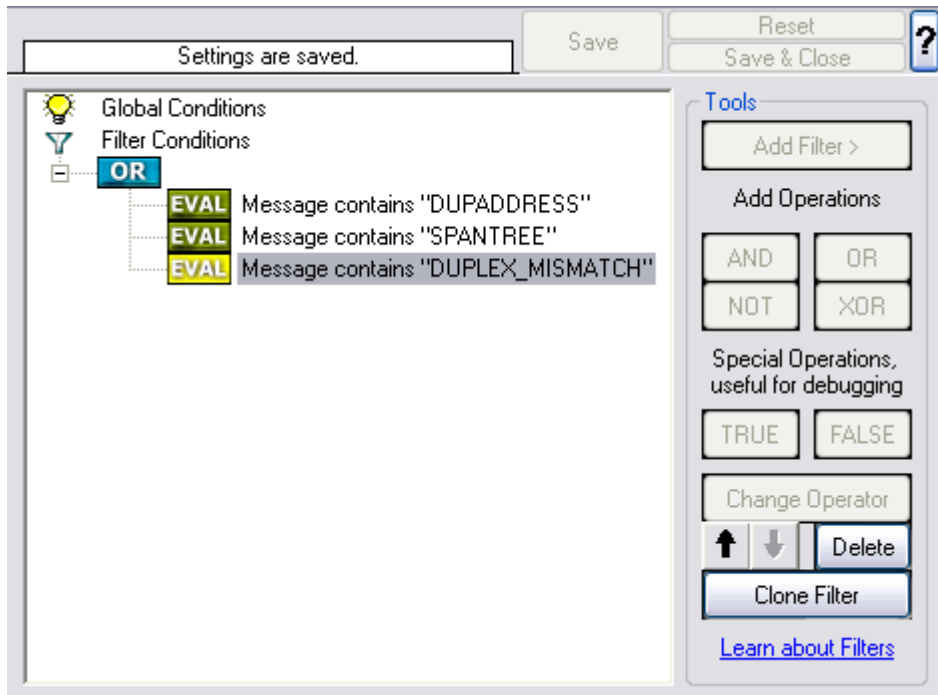 Settings are saved.
Save
Reset
Save & Close
?
Global Conditions
Filter Conditions
OR
EVAL Message contains "DUPADDRESS"
EVAL Message contains "SPANTREE"
EVAL Message contains "DUPLEX_MISMATCH"
Tools
Add Filter >
Add Operations
AND OR
NOT XOR
Special Operations,
useful for debugging
TRUE FALSE
Change Operator
Delete
Clone Filter
Learn about Filters